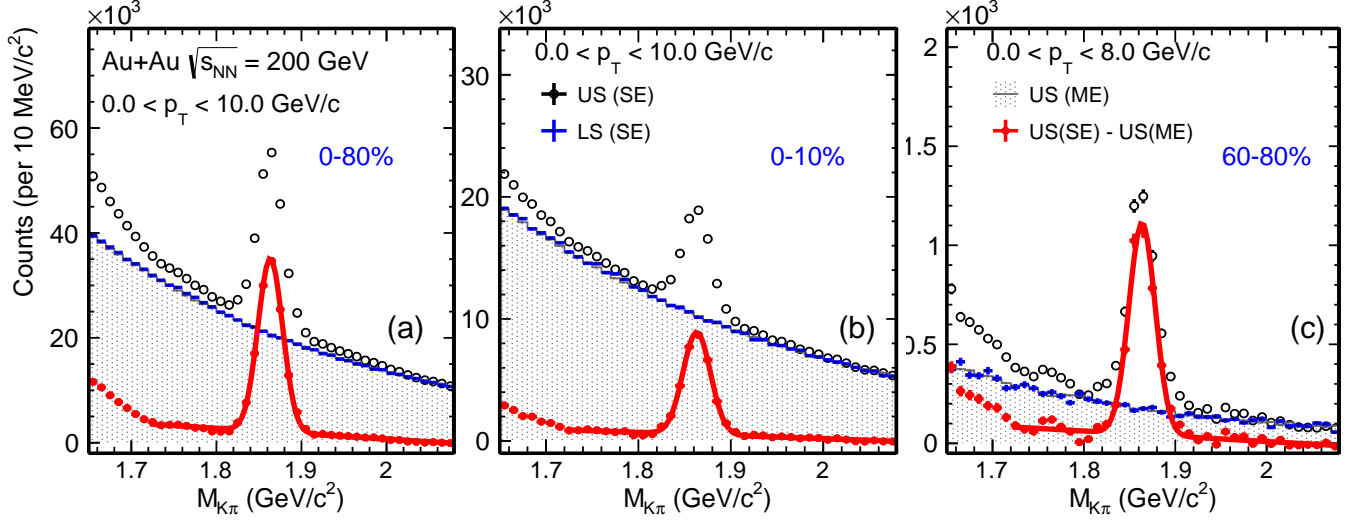 ×10³
Au+Au √s_NN = 200 GeV
0.0 < p_T < 10.0 GeV/c
0-80%
(a)
Counts (per 10 MeV/c²)
60
40
20
0
1.7 1.8 1.9 2
M_Kπ (GeV/c²)
×10³
0.0 < p_T < 10.0 GeV/c
US (SE)
LS (SE)
0-10%
(b)
30
20
10
0
1.7 1.8 1.9 2
M_Kπ (GeV/c²)
×10³
0.0 < p_T < 8.0 GeV/c
US (ME)
US(SE) - US(ME)
60-80%
(c)
2
1.5
1
0.5
0
1.7 1.8 1.9 2
M_Kπ (GeV/c²)